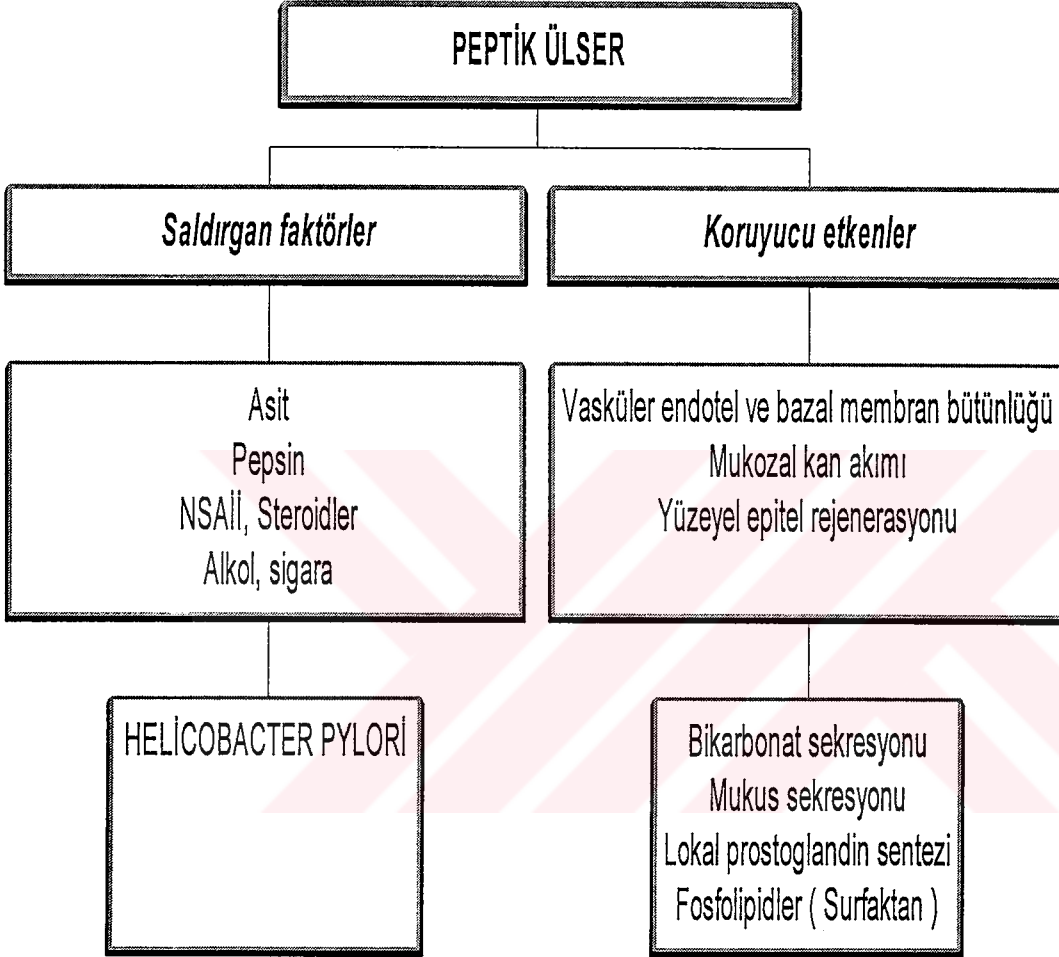 PEPTİK ÜLSER
Saldırgan faktörler
Koruyucu etkenler
Asit
Pepsin
NSAİİ, Steroidler
Alkol, sigara
Vasküler endotel ve bazal membran bütünlüğü
Mukozal kan akımı
Yüzeyel epitel rejenerasyonu
HELİCOBACTER PYLORİ
Bikarbonat sekresyonu
Mukus sekresyonu
Lokal prostoglandin sentezi
Fosfolipidler ( Surfaktan )